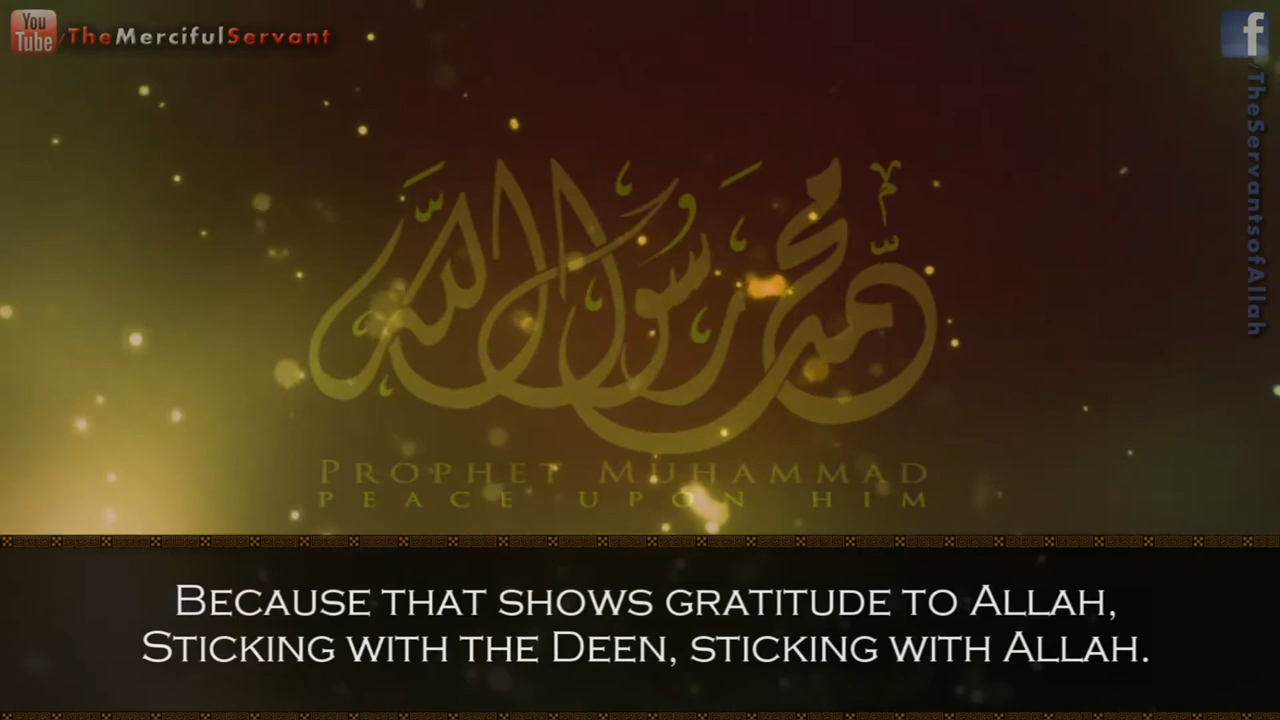 You
Tube /TheMercifulServant
f
/TheServantsofAllah
محمد رسول الله
PROPHET MUHAMMAD
PEACE UPON HIM
BECAUSE THAT SHOWS GRATITUDE TO ALLAH,
STICKING WITH THE DEEN, STICKING WITH ALLAH.